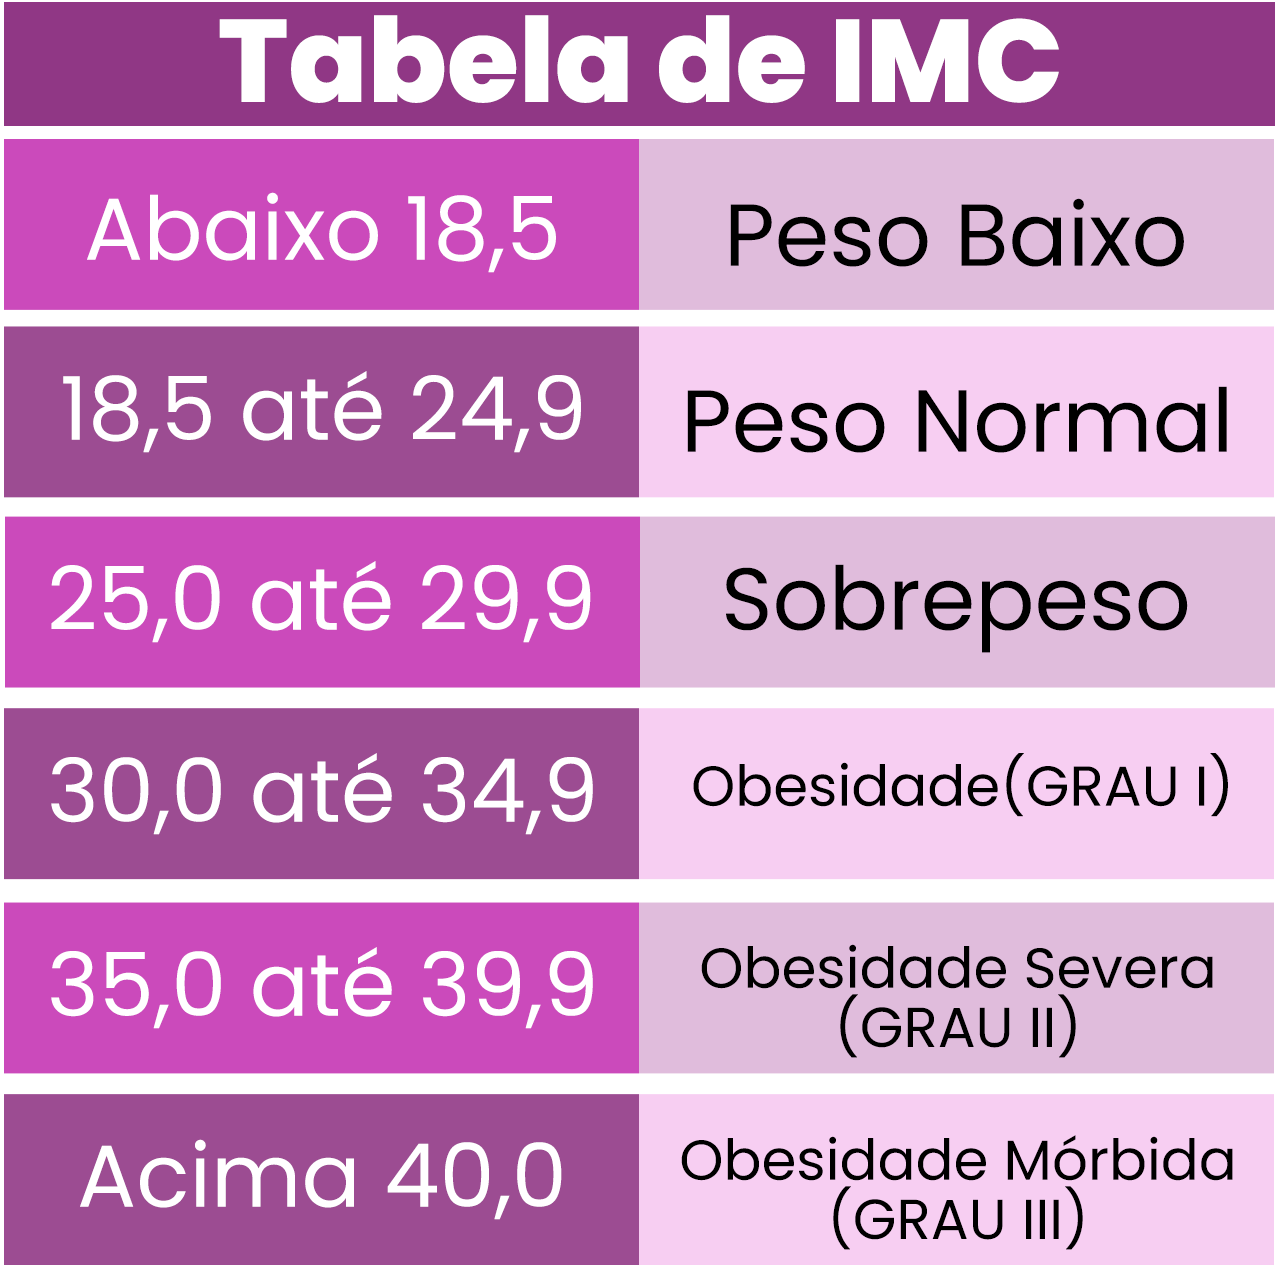 Tabela de IMC
Abaixo 18,5
Peso Baixo
18,5 até 24,9
Peso Normal
25,0 até 29,9
Sobrepeso
30,0 até 34,9
Obesidade(GRAU I)
35,0 até 39,9
Obesidade Severa
(GRAU II)
Acima 40,0
Obesidade Mórbida
(GRAU III)